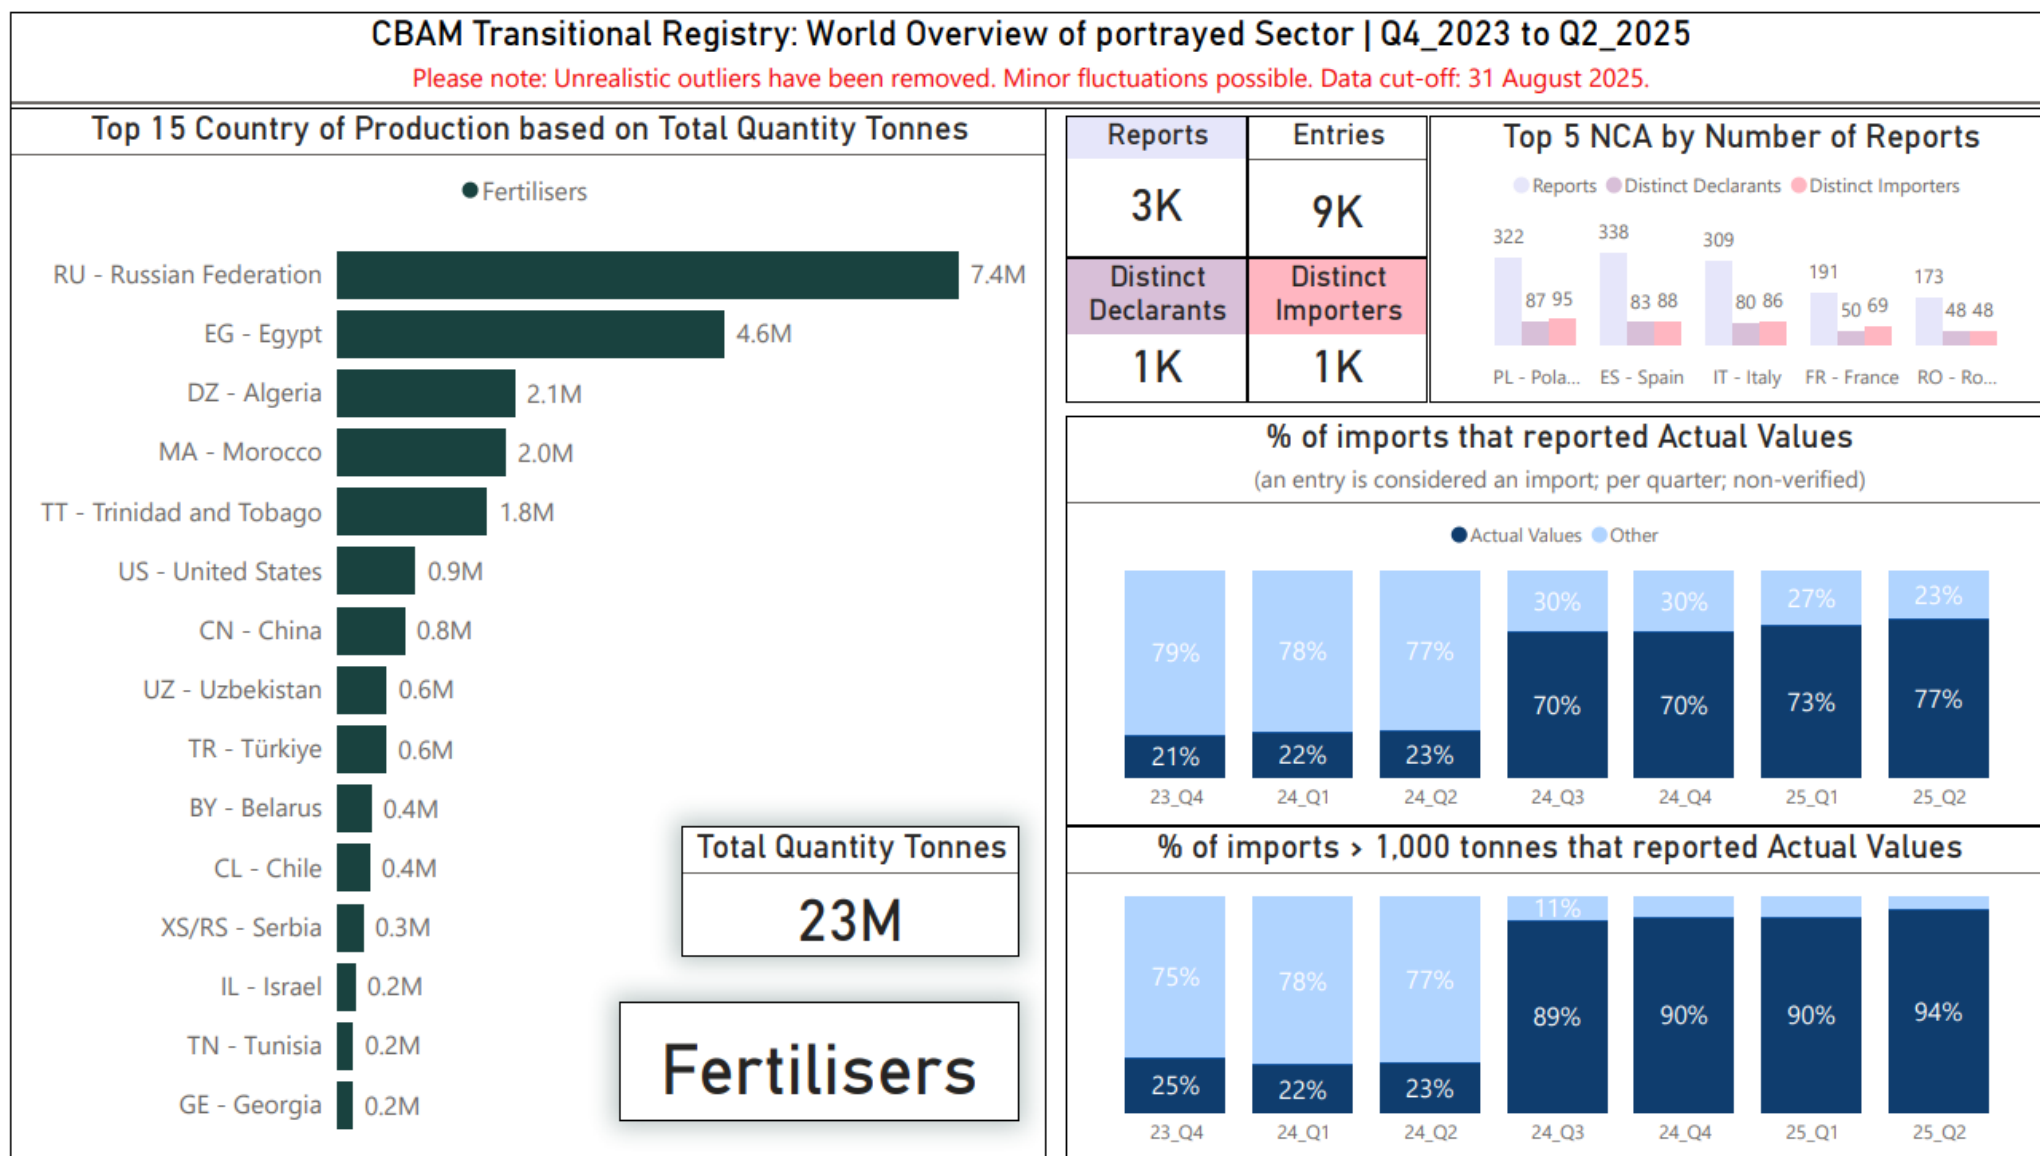 CBAM Transitional Registry: World Overview of portrayed Sector | Q4_2023 to Q2_2025
Please note: Unrealistic outliers have been removed. Minor fluctuations possible. Data cut-off: 31 August 2025.
Top 15 Country of Production based on Total Quantity Tonnes
Fertilisers
RU - Russian Federation 7.4M
EG - Egypt 4.6M
DZ - Algeria 2.1M
MA - Morocco 2.0M
TT - Trinidad and Tobago 1.8M
US - United States 0.9M
CN - China 0.8M
UZ - Uzbekistan 0.6M
TR - Türkiye 0.6M
BY - Belarus 0.4M
CL - Chile 0.4M
XS/RS - Serbia 0.3M
IL - Israel 0.2M
TN - Tunisia 0.2M
GE - Georgia 0.2M
Total Quantity Tonnes
23M
Fertilisers
Reports
3K
Entries
9K
Distinct
Declarants
1K
Distinct
Importers
1K
Top 5 NCA by Number of Reports
Reports Distinct Declarants Distinct Importers
322 87 95
338 83 88
309 80 86
191 50 69
173 48 48
PL - Pola... ES - Spain IT - Italy FR - France RO - Ro...
% of imports that reported Actual Values
(an entry is considered an import; per quarter; non-verified)
Actual Values Other
79% 78% 77% 30% 30% 27% 23%
21% 22% 23% 70% 70% 73% 77%
23_Q4 24_Q1 24_Q2 24_Q3 24_Q4 25_Q1 25_Q2
% of imports > 1,000 tonnes that reported Actual Values
75% 78% 77% 11%
25% 22% 23% 89% 90% 90% 94%
23_Q4 24_Q1 24_Q2 24_Q3 24_Q4 25_Q1 25_Q2